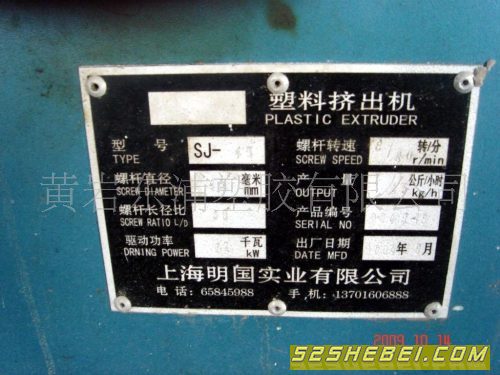 塑料挤出机
PLASTIC EXTRUDER
型 号 SJ-
TYPE
螺杆转速 转/分
SCREW SPEED r/min
螺杆直径 毫米
SCREW DIAMETER mm
产 量 公斤/小时
OUTPUT kg/h
螺杆长径比
SCREW RATIO L/D
产品编号
SERIAL NO
驱动功率 千瓦
DRNING POWER kW
出厂日期 年 月
DATE MFD
上海明国实业有限公司
电话:65845988 手机:13701606888
2009 10 14
52SHEBEI.COM